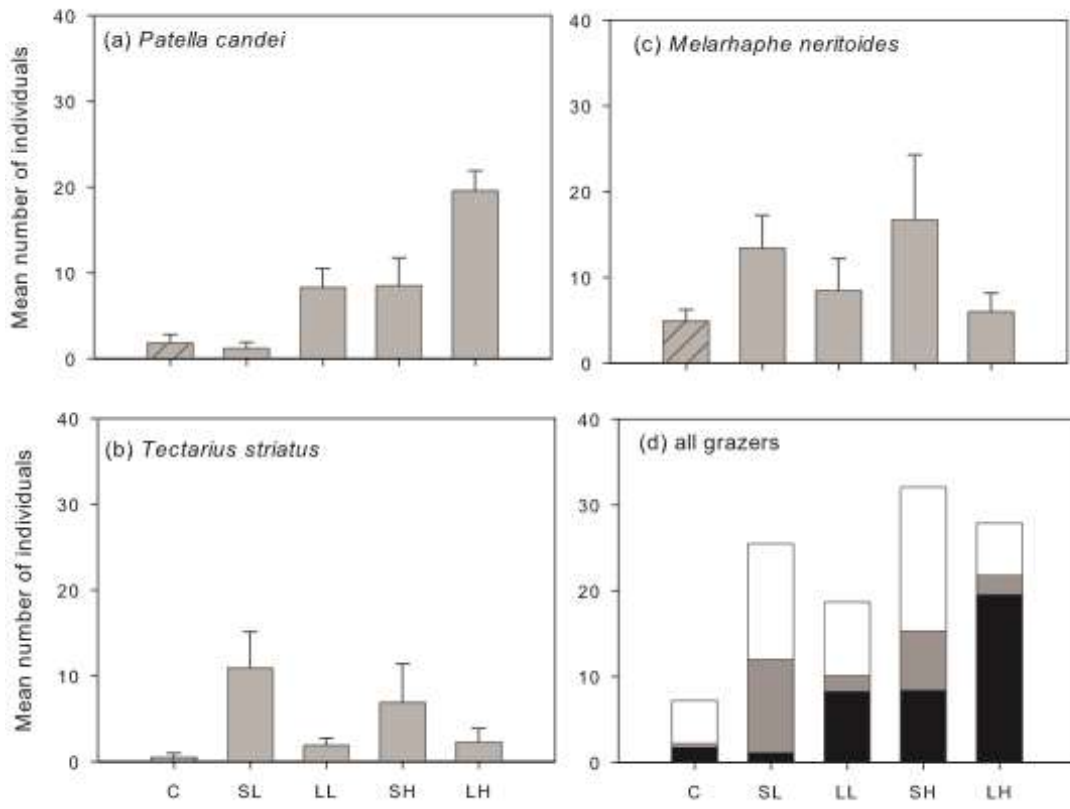 Mean number of individuals
40
30
20
10
0
(a) Patella candei
40
30
20
10
0
(c) Melarhaphe neritoides
Mean number of individuals
40
30
20
10
0
(b) Tectarius striatus
C SL LL SH LH
40
30
20
10
0
(d) all grazers
C SL LL SH LH